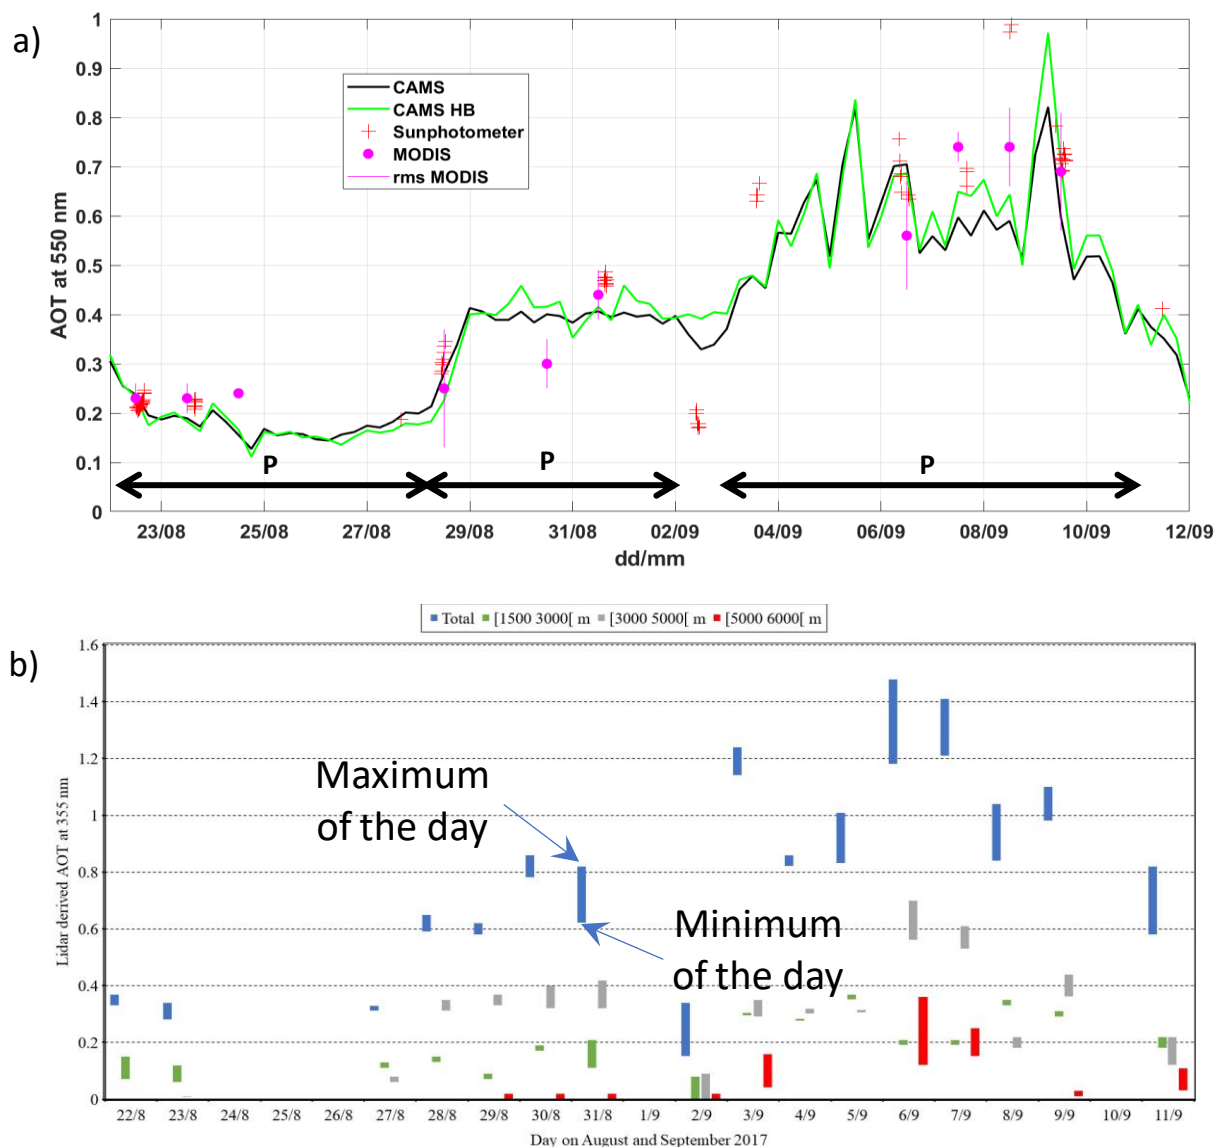 a)
AOT at 550 nm
1
0.9
0.8
0.7
0.6
0.5
0.4
0.3
0.2
0.1
0
CAMS
CAMS HB
Sunphotometer
MODIS
rms MODIS
P P P
23/08 25/08 27/08 29/08 31/08 02/09 04/09 06/09 08/09 10/09 12/09
dd/mm
b)
Total [1500 3000[ m [3000 5000[ m [5000 6000[ m
Lidar derived AOT at 355 nm
1.6
1.4
1.2
1
0.8
0.6
0.4
0.2
0
Maximum
of the day
Minimum
of the day
22/8 23/8 24/8 25/8 26/8 27/8 28/8 29/8 30/8 31/8 1/9 2/9 3/9 4/9 5/9 6/9 7/9 8/9 9/9 10/9 11/9
Day on August and September 2017